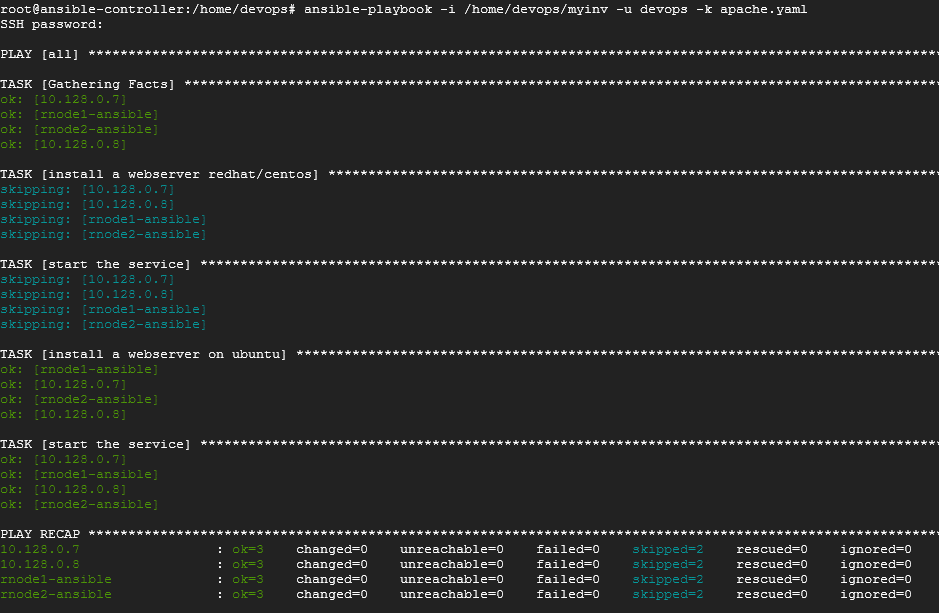 root@ansible-controller:/home/devops# ansible-playbook -i /home/devops/myinv -u devops -k apache.yaml
SSH password:
PLAY [all] **********************************************************************************************************
TASK [Gathering Facts] **********************************************************************************************
ok: [10.128.0.7]
ok: [rnode1-ansible]
ok: [rnode2-ansible]
ok: [10.128.0.8]
TASK [install a webserver redhat/centos] ****************************************************************************
skipping: [10.128.0.7]
skipping: [10.128.0.8]
skipping: [rnode1-ansible]
skipping: [rnode2-ansible]
TASK [start the service] ********************************************************************************************
skipping: [10.128.0.7]
skipping: [10.128.0.8]
skipping: [rnode1-ansible]
skipping: [rnode2-ansible]
TASK [install a webserver on ubuntu] ********************************************************************************
ok: [rnode1-ansible]
ok: [10.128.0.7]
ok: [rnode2-ansible]
ok: [10.128.0.8]
TASK [start the service] ********************************************************************************************
ok: [10.128.0.7]
ok: [rnode1-ansible]
ok: [10.128.0.8]
ok: [rnode2-ansible]
PLAY RECAP **********************************************************************************************************
10.128.0.7                 : ok=3    changed=0    unreachable=0    failed=0    skipped=2    rescued=0    ignored=0
10.128.0.8                 : ok=3    changed=0    unreachable=0    failed=0    skipped=2    rescued=0    ignored=0
rnode1-ansible             : ok=3    changed=0    unreachable=0    failed=0    skipped=2    rescued=0    ignored=0
rnode2-ansible             : ok=3    changed=0    unreachable=0    failed=0    skipped=2    rescued=0    ignored=0